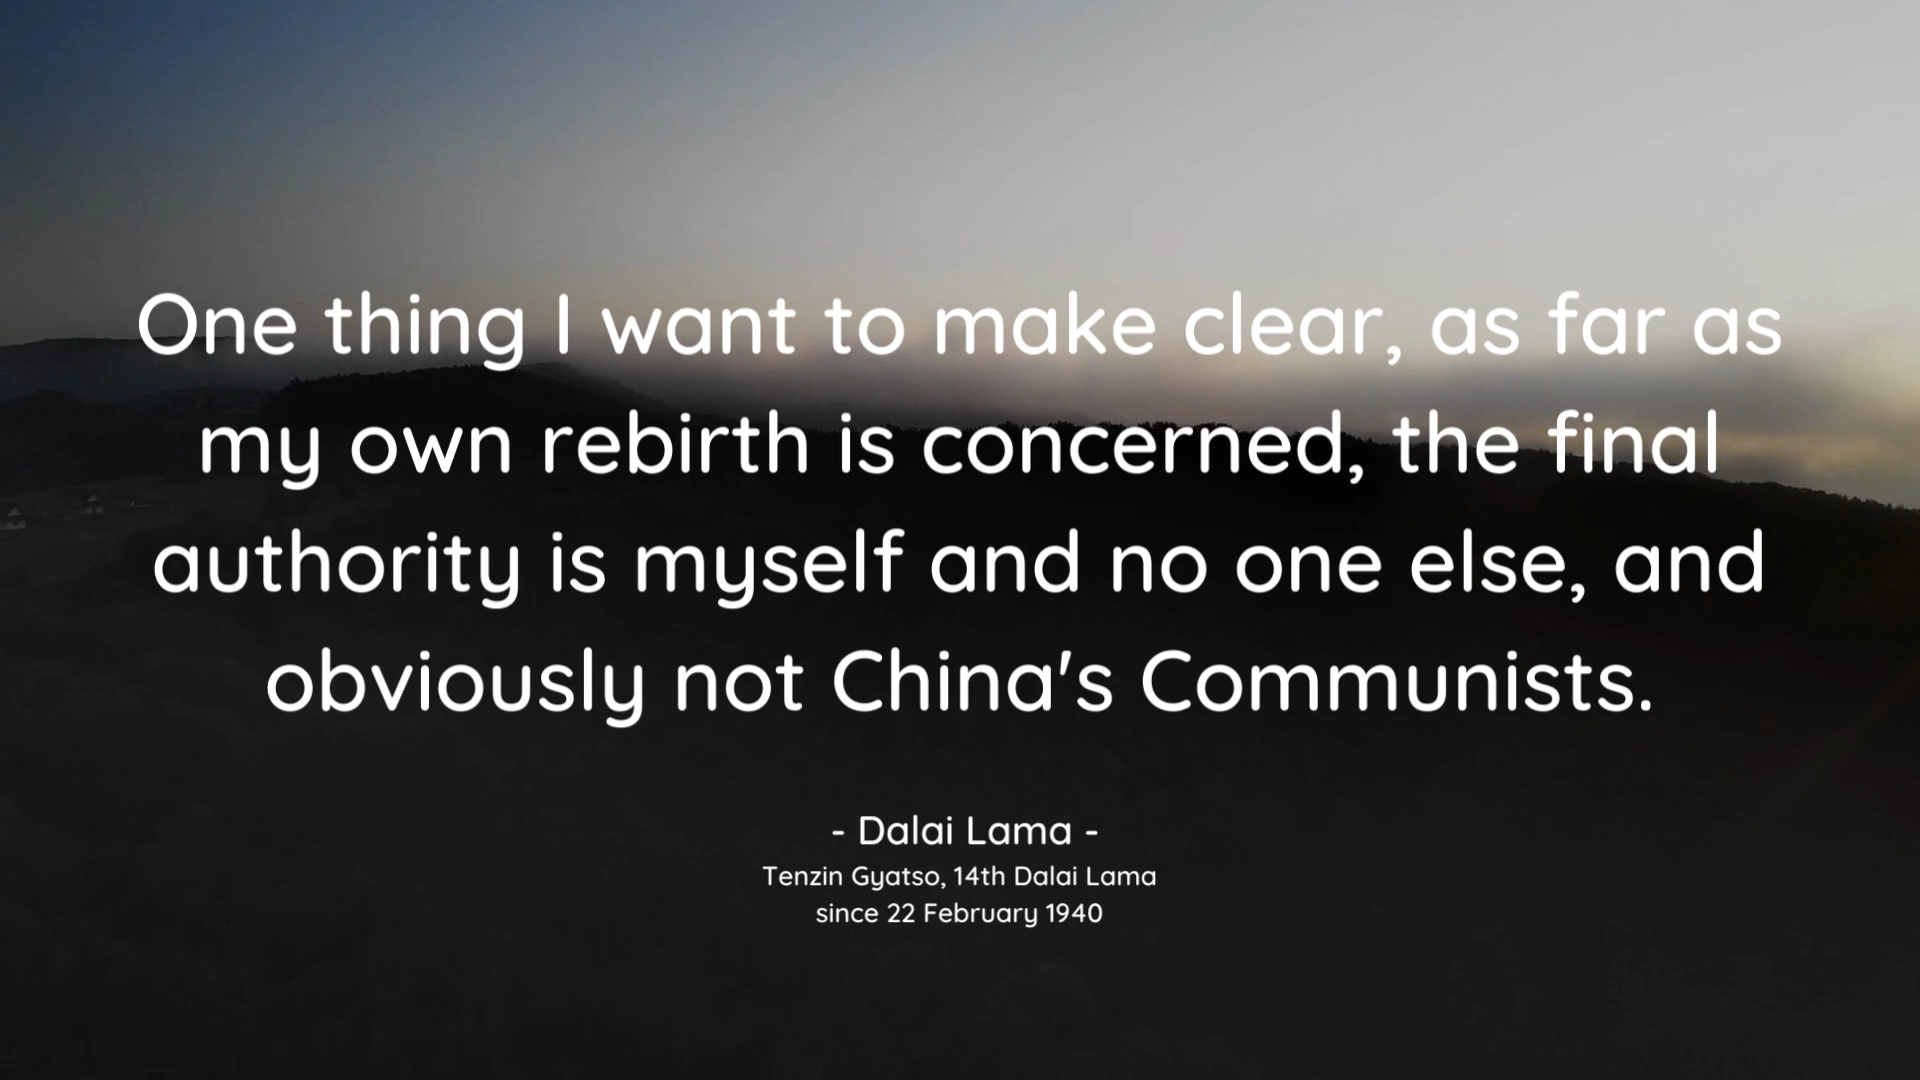 One thing I want to make clear, as far as
my own rebirth is concerned, the final
authority is myself and no one else, and
obviously not China's Communists.
- Dalai Lama -
Tenzin Gyatso, 14th Dalai Lama
since 22 February 1940